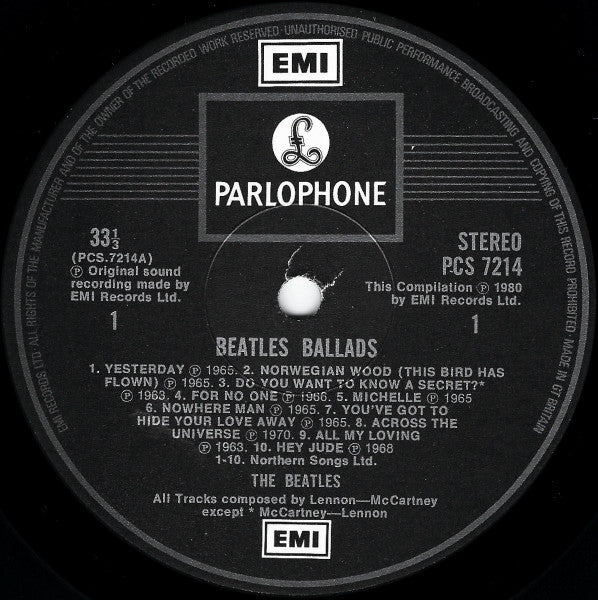 EMI RECORDS LTD ALL RIGHTS OF THE MANUFACTURER AND OF THE OWNER OF THE RECORDED WORK RESERVED UNAUTHORISED PUBLIC PERFORMANCE BROADCASTING AND COPYING OF THIS RECORD PROHIBITED MADE IN GT BRITAIN
EMI
£
PARLOPHONE
33⅓
(PCS.7214A)
Ⓟ Original sound
recording made by
EMI Records Ltd.
1
STEREO
PCS 7214
This Compilation Ⓟ 1980
by EMI Records Ltd.
1
BEATLES BALLADS
1. YESTERDAY Ⓟ 1965. 2. NORWEGIAN WOOD (THIS BIRD HAS
FLOWN) Ⓟ 1965. 3. DO YOU WANT TO KNOW A SECRET?*
Ⓟ 1963. 4. FOR NO ONE Ⓟ 1966. 5. MICHELLE Ⓟ 1965
6. NOWHERE MAN Ⓟ 1965. 7. YOU'VE GOT TO
HIDE YOUR LOVE AWAY Ⓟ 1965. 8. ACROSS THE
UNIVERSE Ⓟ 1970. 9. ALL MY LOVING
Ⓟ 1963. 10. HEY JUDE Ⓟ 1968
1-10. Northern Songs Ltd.
THE BEATLES
All Tracks composed by Lennon—McCartney
except * McCartney—Lennon
EMI